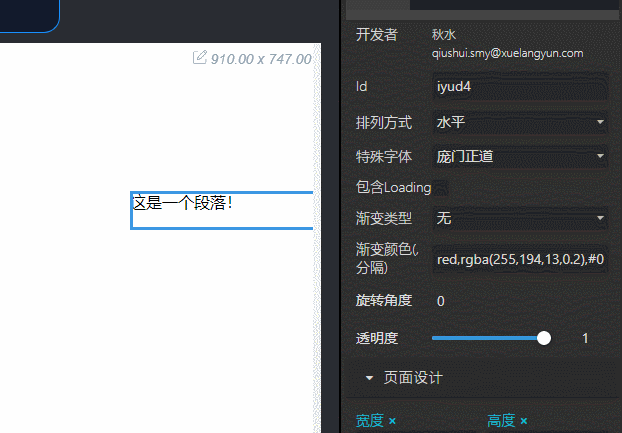 910.00 x 747.00
这是一个段落！
开发者
秋水
qiushui.smy@xuelangyun.com
Id
iyud4
排列方式
水平
特殊字体
庞门正道
包含Loading
渐变类型
无
渐变颜色(,
分隔)
red,rgba(255,194,13,0.2),#0
旋转角度
0
透明度
1
页面设计
宽度 ×
高度 ×